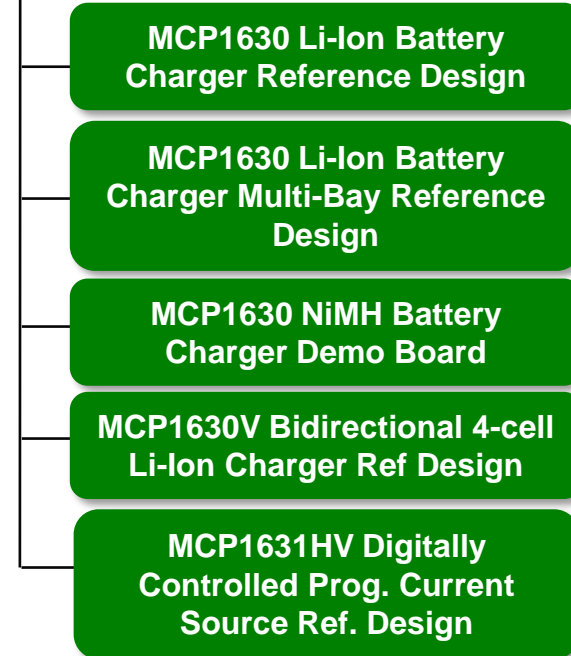 MCP1630 Li-Ion Battery
Charger Reference Design
MCP1630 Li-Ion Battery
Charger Multi-Bay Reference
Design
MCP1630 NiMH Battery
Charger Demo Board
MCP1630V Bidirectional 4-cell
Li-Ion Charger Ref Design
MCP1631HV Digitally
Controlled Prog. Current
Source Ref. Design